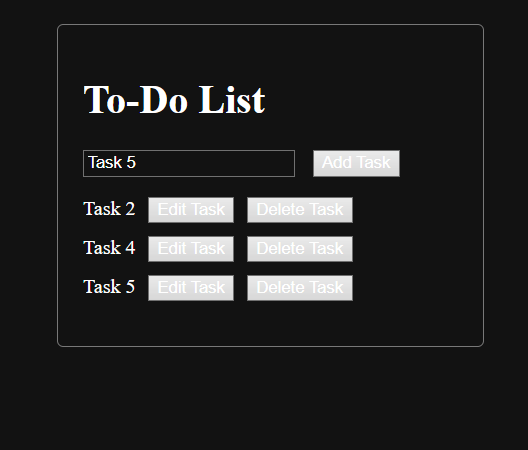 To-Do List
Task 5 Add Task
Task 2 Edit Task Delete Task
Task 4 Edit Task Delete Task
Task 5 Edit Task Delete Task